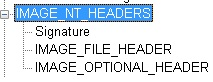 IMAGE_NT_HEADERS
Signature
IMAGE_FILE_HEADER
IMAGE_OPTIONAL_HEADER